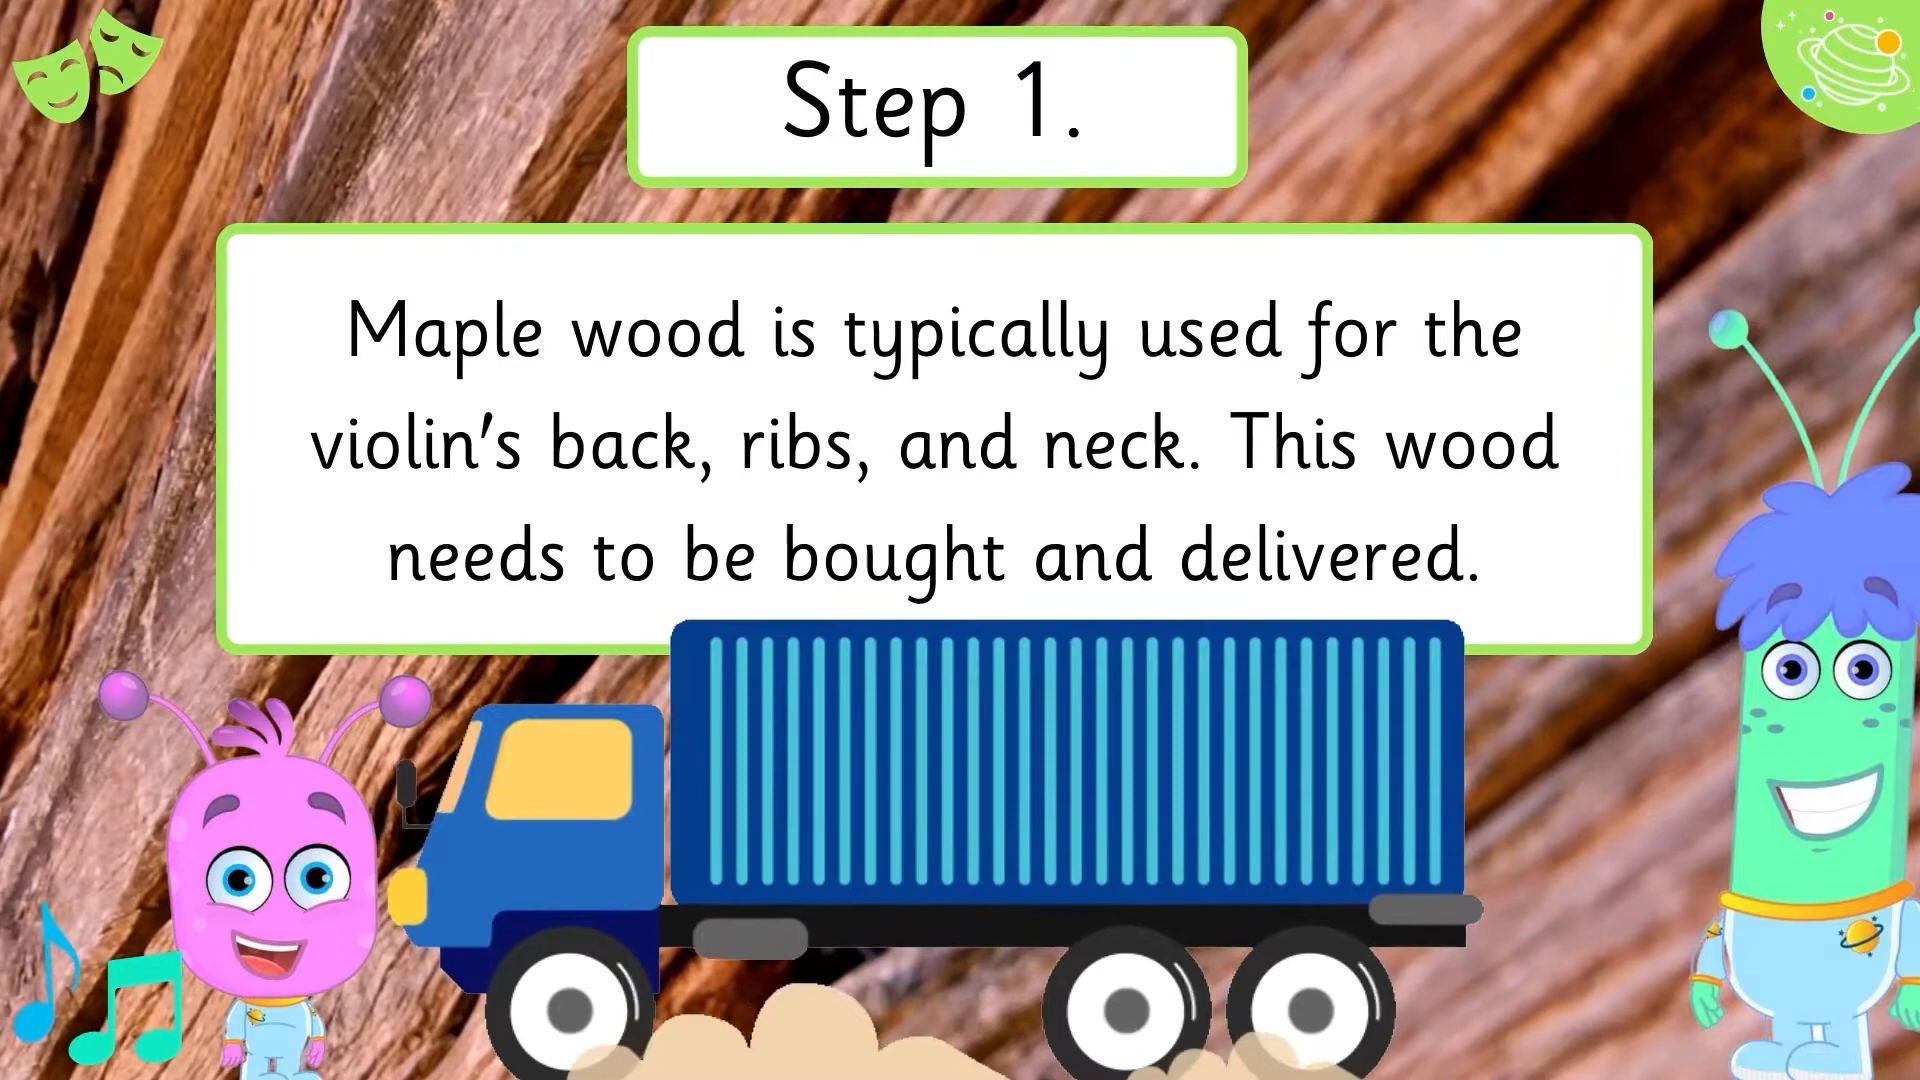 Step 1.
Maple wood is typically used for the
violin's back, ribs, and neck. This wood
needs to be bought and delivered.